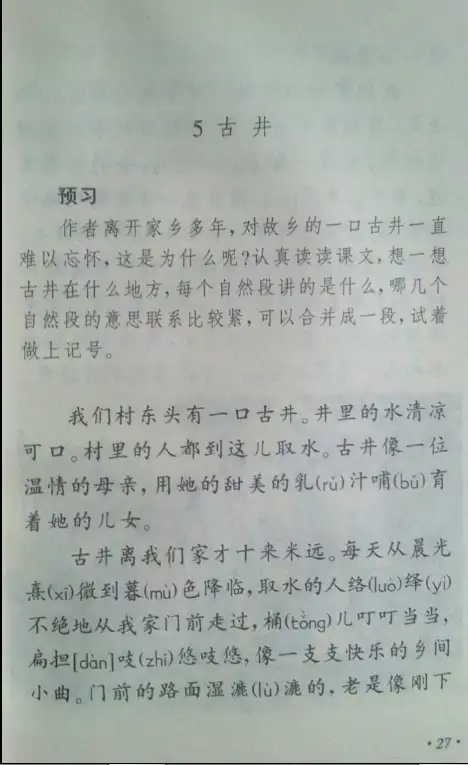 5 古 井
预习
作者离开家乡多年，对故乡的一口古井一直
难以忘怀，这是为什么呢？认真读读课文，想一想
古井在什么地方，每个自然段讲的是什么，哪几个
自然段的意思联系比较紧，可以合并成一段，试着
做上记号。
我们村东头有一口古井。井里的水清凉
可口。村里的人都到这儿取水。古井像一位
温情的母亲，用她的甜美的乳(rǔ)汁哺(bǔ)育
着她的儿女。
古井离我们家才十来米远。每天从晨光
熹(xī)微到暮(mù)色降临，取水的人络(luò)绎(yì)
不绝地从我家门前走过，桶(tǒng)儿叮叮当当，
扁担[dàn]吱(zhī)悠吱悠，像一支支快乐的乡间
小曲。门前的路面湿漉(lù)漉的，老是像刚下
·27·